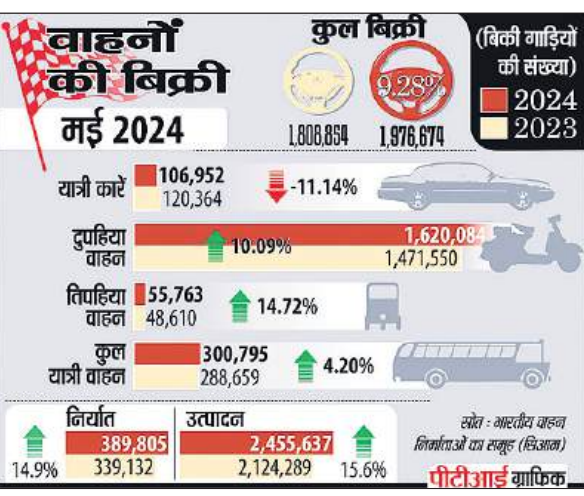 वाहनों
की बिक्री
मई 2024
कुल बिक्री
9.28%
1,808,854 1,976,674
(बिकी गाड़ियों
की संख्या)
2024
2023
यात्री कारें
106,952
120,364
-11.14%
दुपहिया
वाहन
10.09%
1,620,084
1,471,550
तिपहिया
वाहन
55,763
48,610
14.72%
कुल
यात्री वाहन
300,795
288,659
4.20%
निर्यात
389,805
339,132
14.9%
उत्पादन
2,455,637
2,124,289
15.6%
स्रोत : भारतीय वाहन
निर्माताओं का समूह (सिआम)
पीटीआई ग्राफिक